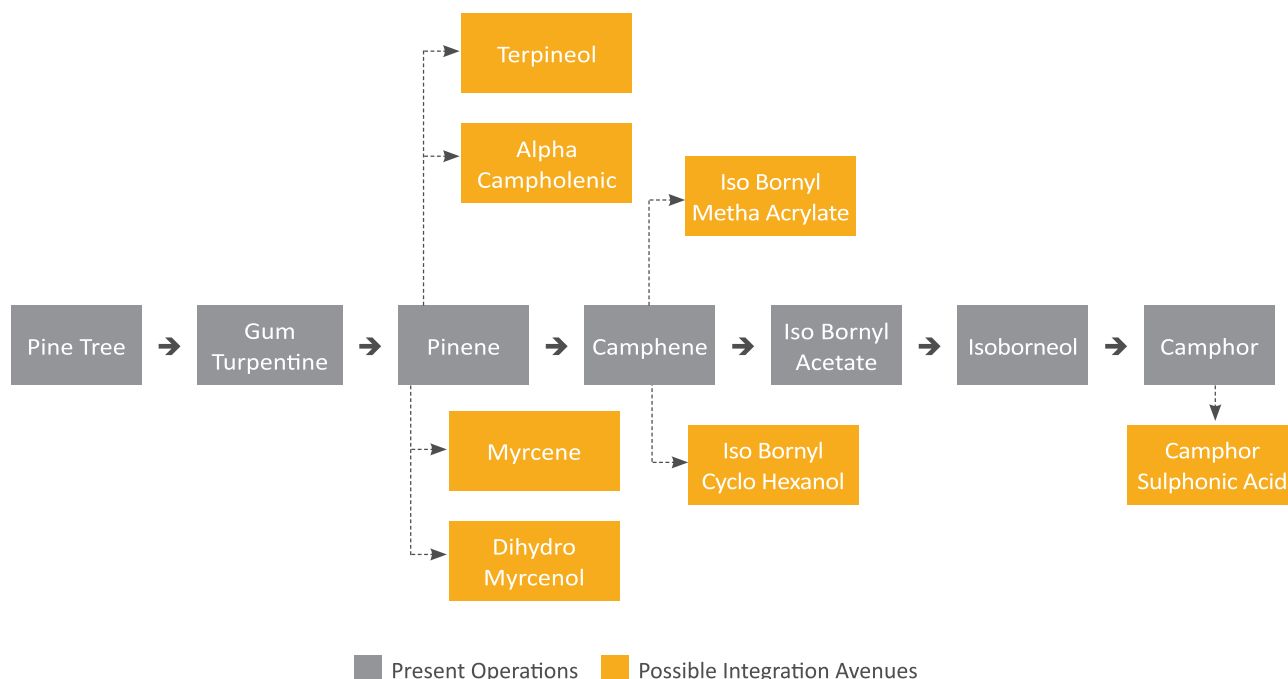 Terpineol
Alpha
Campholenic
Iso Bornyl
Metha Acrylate
Pine Tree
Gum
Turpentine
Pinene
Camphene
Iso Bornyl
Acetate
Isoborneol
Camphor
Myrcene
Iso Bornyl
Cyclo Hexanol
Camphor
Sulphonic Acid
Dihydro
Myrcenol
Present Operations
Possible Integration Avenues